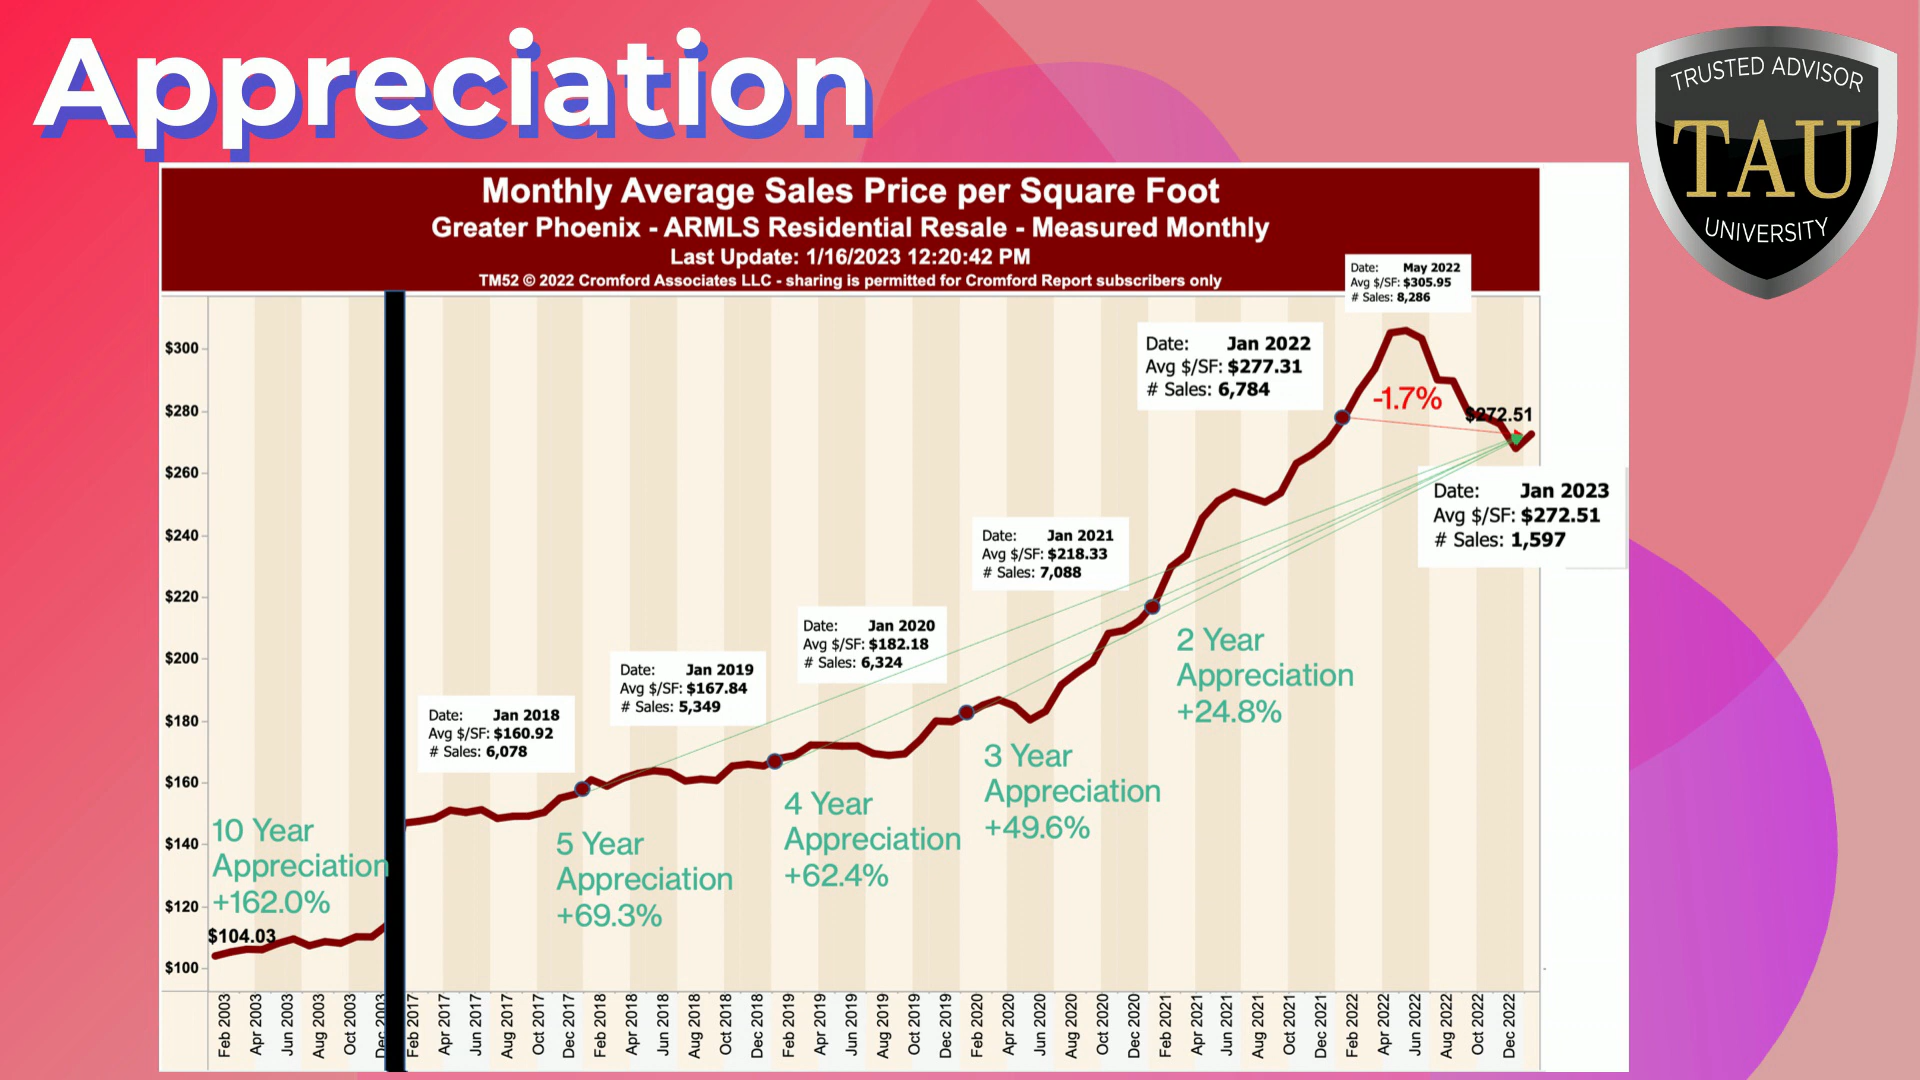 Appreciation
TRUSTED ADVISOR
TAU
UNIVERSITY
Monthly Average Sales Price per Square Foot
Greater Phoenix - ARMLS Residential Resale - Measured Monthly
Last Update: 1/16/2023 12:20:42 PM
TM52 © 2022 Cromford Associates LLC - sharing is permitted for Cromford Report subscribers only
Date: May 2022
Avg $/SF: $305.95
# Sales: 8,286
Date: Jan 2022
Avg $/SF: $277.31
# Sales: 6,784
-1.7%
$272.51
Date: Jan 2023
Avg $/SF: $272.51
# Sales: 1,597
Date: Jan 2021
Avg $/SF: $218.33
# Sales: 7,088
Date: Jan 2020
Avg $/SF: $182.18
# Sales: 6,324
Date: Jan 2019
Avg $/SF: $167.84
# Sales: 5,349
Date: Jan 2018
Avg $/SF: $160.92
# Sales: 6,078
2 Year
Appreciation
+24.8%
3 Year
Appreciation
+49.6%
4 Year
Appreciation
+62.4%
5 Year
Appreciation
+69.3%
10 Year
Appreciation
+162.0%
$104.03
$300
$280
$260
$240
$220
$200
$180
$160
$140
$120
$100
Feb 2003
Apr 2003
Jun 2003
Aug 2003
Oct 2003
Dec 2003
Feb 2017
Apr 2017
Jun 2017
Aug 2017
Oct 2017
Dec 2017
Feb 2018
Apr 2018
Jun 2018
Aug 2018
Oct 2018
Dec 2018
Feb 2019
Apr 2019
Jun 2019
Aug 2019
Oct 2019
Dec 2019
Feb 2020
Apr 2020
Jun 2020
Aug 2020
Oct 2020
Dec 2020
Feb 2021
Apr 2021
Jun 2021
Aug 2021
Oct 2021
Dec 2021
Feb 2022
Apr 2022
Jun 2022
Aug 2022
Oct 2022
Dec 2022